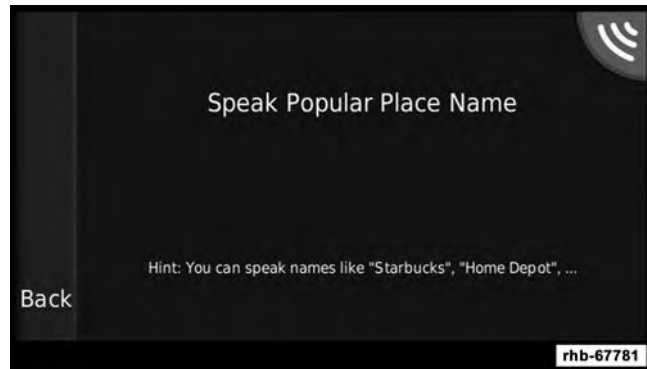 Speak Popular Place Name
Hint: You can speak names like "Starbucks", "Home Depot", ...
Back
rhb-67781